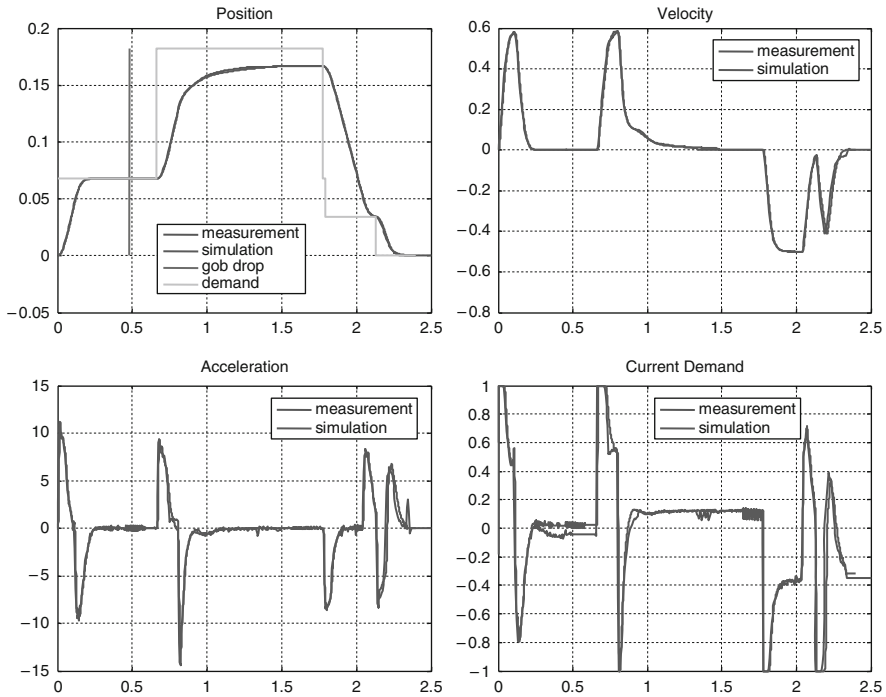 Position
0.2
0.15
0.1
0.05
0
−0.05
0 0.5 1 1.5 2 2.5
measurement
simulation
gob drop
demand
Velocity
0.6
0.4
0.2
0
−0.2
−0.4
−0.6
−0.8
0 0.5 1 1.5 2 2.5
measurement
simulation
Acceleration
15
10
5
0
−5
−10
−15
0 0.5 1 1.5 2 2.5
measurement
simulation
Current Demand
1
0.8
0.6
0.4
0.2
0
−0.2
−0.4
−0.6
−0.8
−1
0 0.5 1 1.5 2 2.5
measurement
simulation